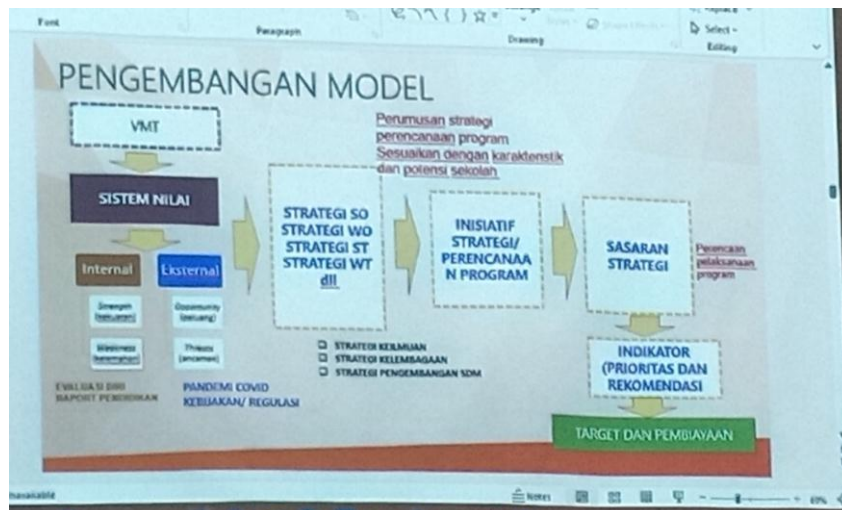 Font
Paragraph
Drawing
Select
Editing
PENGEMBANGAN MODEL
VMT
SISTEM NILAI
Internal
Eksternal
Strength
(kekuatan)
Opportunity
(peluang)
Weakness
(kelemahan)
Threats
(ancaman)
EVALUASI DIRI
RAPORT PENDIDIKAN
PANDEMI COVID
KEBIJAKAN/ REGULASI
STRATEGI SO
STRATEGI WO
STRATEGI ST
STRATEGI WT
dll
Perumusan strategi
perencanaan program
Sesuaikan dengan karakteristik
dan potensi sekolah
STRATEGI KEILMUAN
STRATEGI KELEMBAGAAN
STRATEGI PENGEMBANGAN SDM
INISIATIF
STRATEGI/
PERENCANAA
N PROGRAM
SASARAN
STRATEGI
pelaksanaan
program
INDIKATOR
(PRIORITAS DAN
REKOMENDASI
TARGET DAN PEMBIAYAAN
Notes
69%